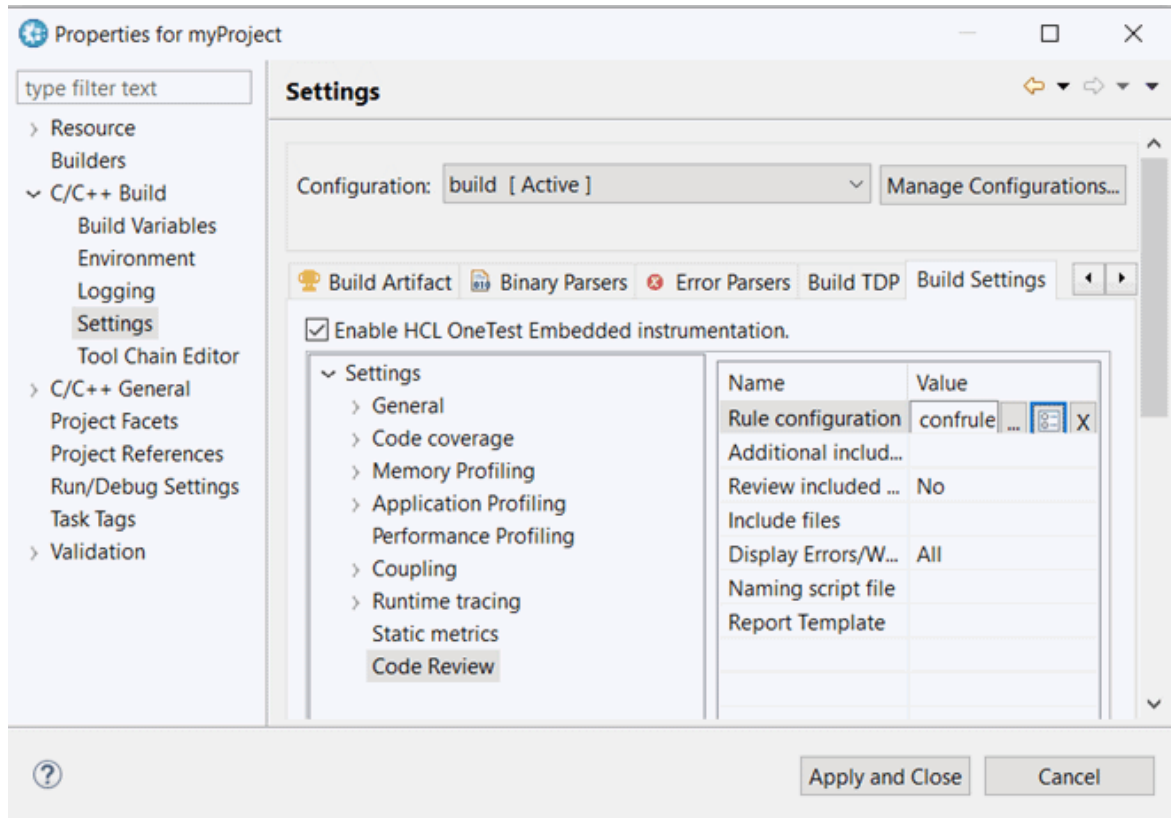 Properties for myProject
type filter text
Resource
Builders
C/C++ Build
Build Variables
Environment
Logging
Settings
Tool Chain Editor
C/C++ General
Project Facets
Project References
Run/Debug Settings
Task Tags
Validation
Settings
Configuration: build [ Active ] Manage Configurations...
Build Artifact Binary Parsers Error Parsers Build TDP Build Settings
Enable HCL OneTest Embedded instrumentation.
Settings
General
Code coverage
Memory Profiling
Application Profiling
Performance Profiling
Coupling
Runtime tracing
Static metrics
Code Review
Name Value
Rule configuration confrule ... X
Additional includ...
Review included ... No
Include files
Display Errors/W... All
Naming script file
Report Template
? Apply and Close Cancel